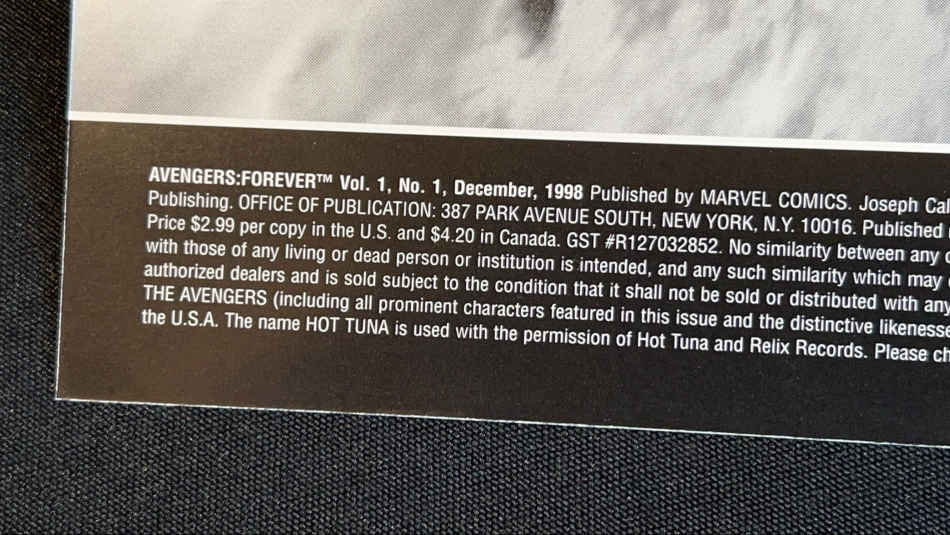 AVENGERS:FOREVER™ Vol. 1, No. 1, December, 1998 Published by MARVEL COMICS. Joseph Cal
Publishing. OFFICE OF PUBLICATION: 387 PARK AVENUE SOUTH, NEW YORK, N.Y. 10016. Published
Price $2.99 per copy in the U.S. and $4.20 in Canada. GST #R127032852. No similarity between any
with those of any living or dead person or institution is intended, and any such similarity which may
authorized dealers and is sold subject to the condition that it shall not be sold or distributed with any
THE AVENGERS (including all prominent characters featured in this issue and the distinctive likenesse
the U.S.A. The name HOT TUNA is used with the permission of Hot Tuna and Relix Records. Please ch